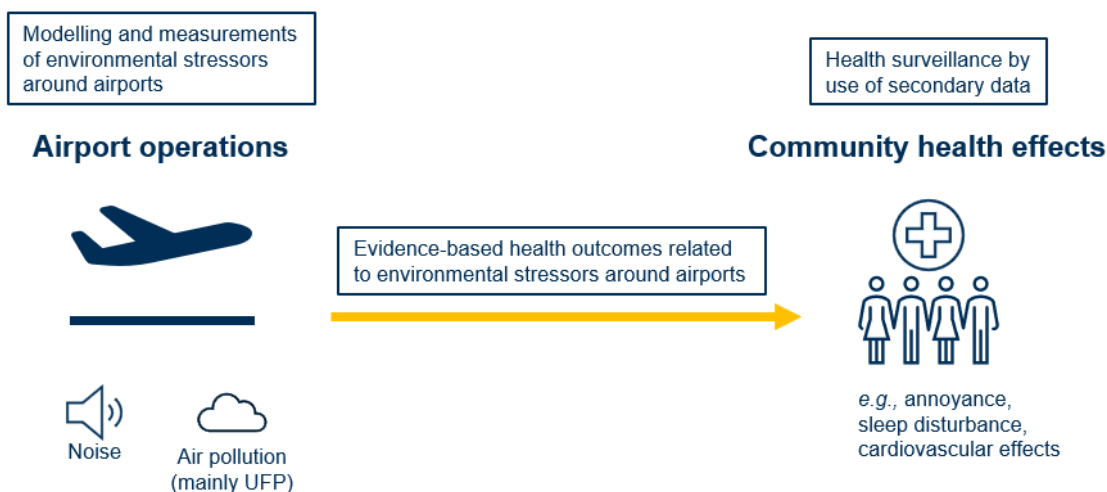 Modelling and measurements
of environmental stressors
around airports
Health surveillance by
use of secondary data
Airport operations
Community health effects
Evidence-based health outcomes related
to environmental stressors around airports
Noise
Air pollution
(mainly UFP)
e.g., annoyance,
sleep disturbance,
cardiovascular effects